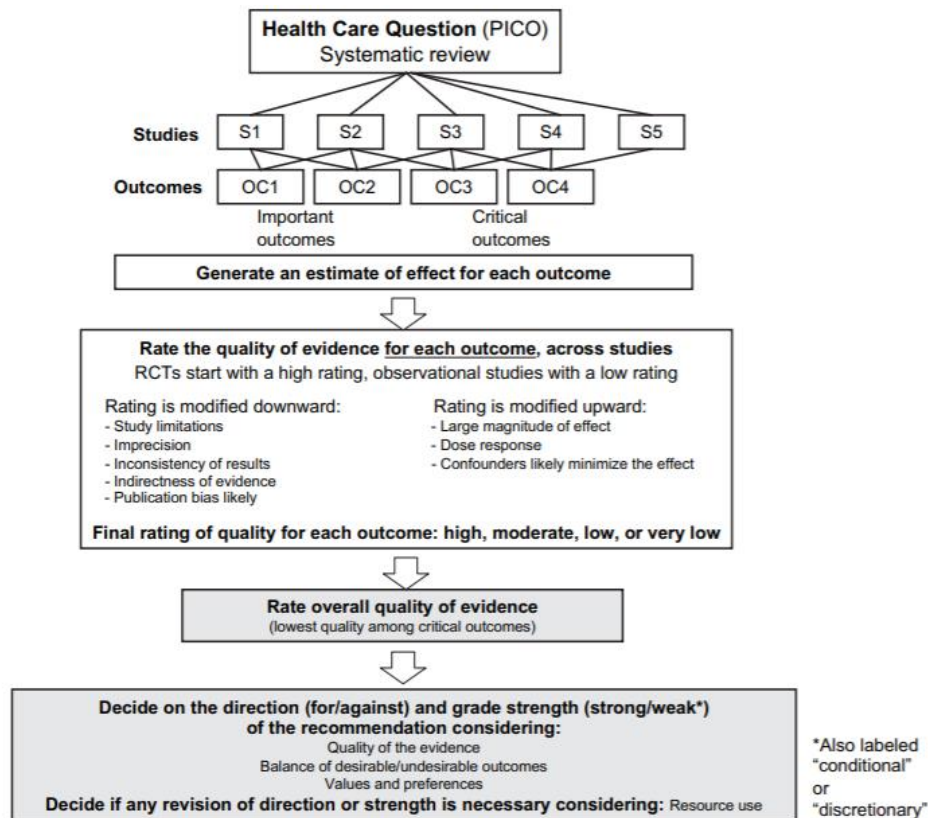 Health Care Question (PICO)
Systematic review
Studies
S1
S2
S3
S4
S5
Outcomes
OC1
OC2
OC3
OC4
Important
outcomes
Critical
outcomes
Generate an estimate of effect for each outcome
Rate the quality of evidence for each outcome, across studies
RCTs start with a high rating, observational studies with a low rating
Rating is modified downward:
- Study limitations
- Imprecision
- Inconsistency of results
- Indirectness of evidence
- Publication bias likely
Rating is modified upward:
- Large magnitude of effect
- Dose response
- Confounders likely minimize the effect
Final rating of quality for each outcome: high, moderate, low, or very low
Rate overall quality of evidence
(lowest quality among critical outcomes)
Decide on the direction (for/against) and grade strength (strong/weak*)
of the recommendation considering:
Quality of the evidence
Balance of desirable/undesirable outcomes
Values and preferences
Decide if any revision of direction or strength is necessary considering: Resource use
*Also labeled
“conditional”
or
“discretionary”